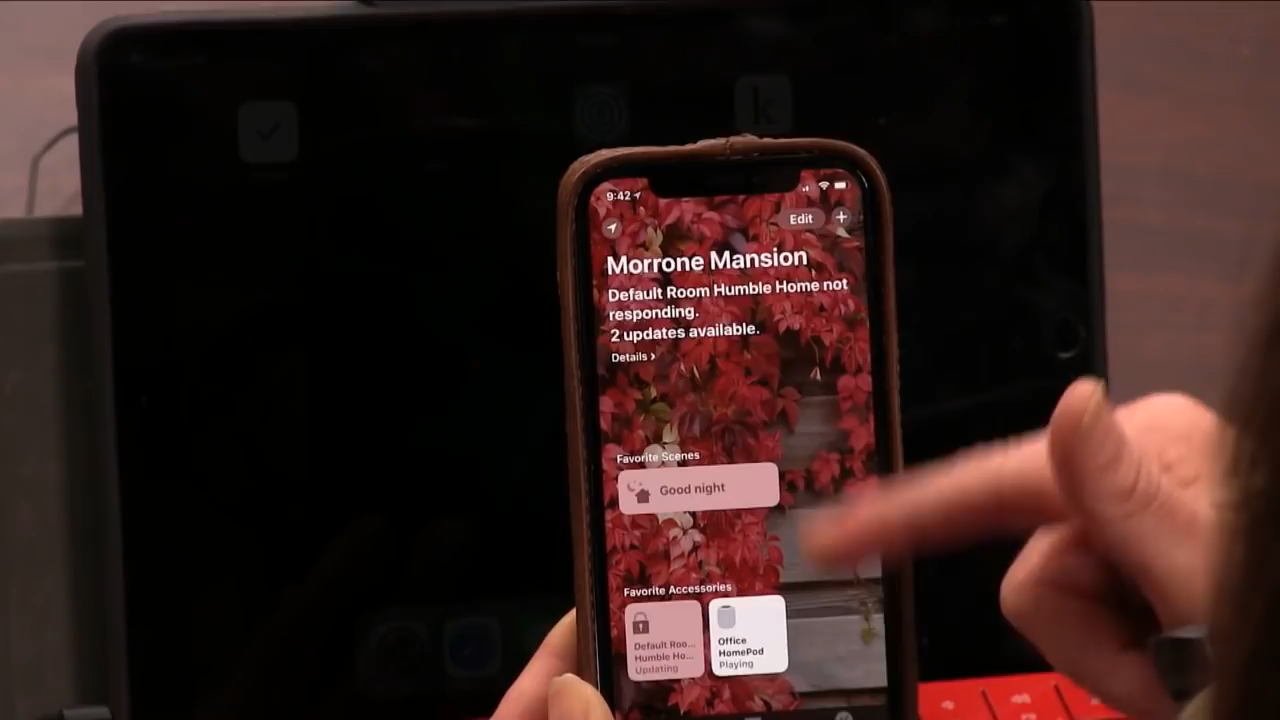 k
9:42
Edit +
Morrone Mansion
Default Room Humble Home not
responding.
2 updates available.
Details >
Favorite Scenes
Good night
Favorite Accessories
Default Roo...
Humble Ho...
Updating
Office
HomePod
Playing